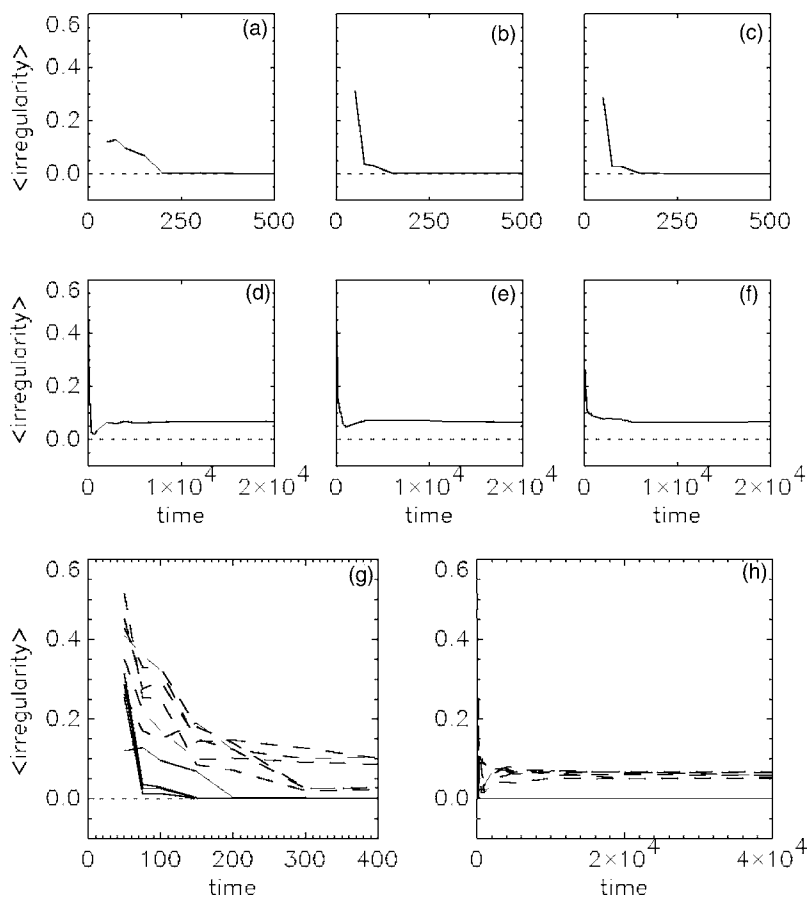 0.6 (a) (b) (c)
0.4
0.2
0.0
<irregularity>
0 250 500 0 250 500 0 250 500
0.6 (d) (e) (f)
0.4
0.2
0.0
<irregularity>
0 1×10⁴ 2×10⁴ 0 1×10⁴ 2×10⁴ 0 1×10⁴ 2×10⁴
time time time
0.6 (g) 0.6 (h)
0.4 0.4
0.2 0.2
0.0 0.0
<irregularity> <irregularity>
0 100 200 300 400 0 2×10⁴ 4×10⁴
time time